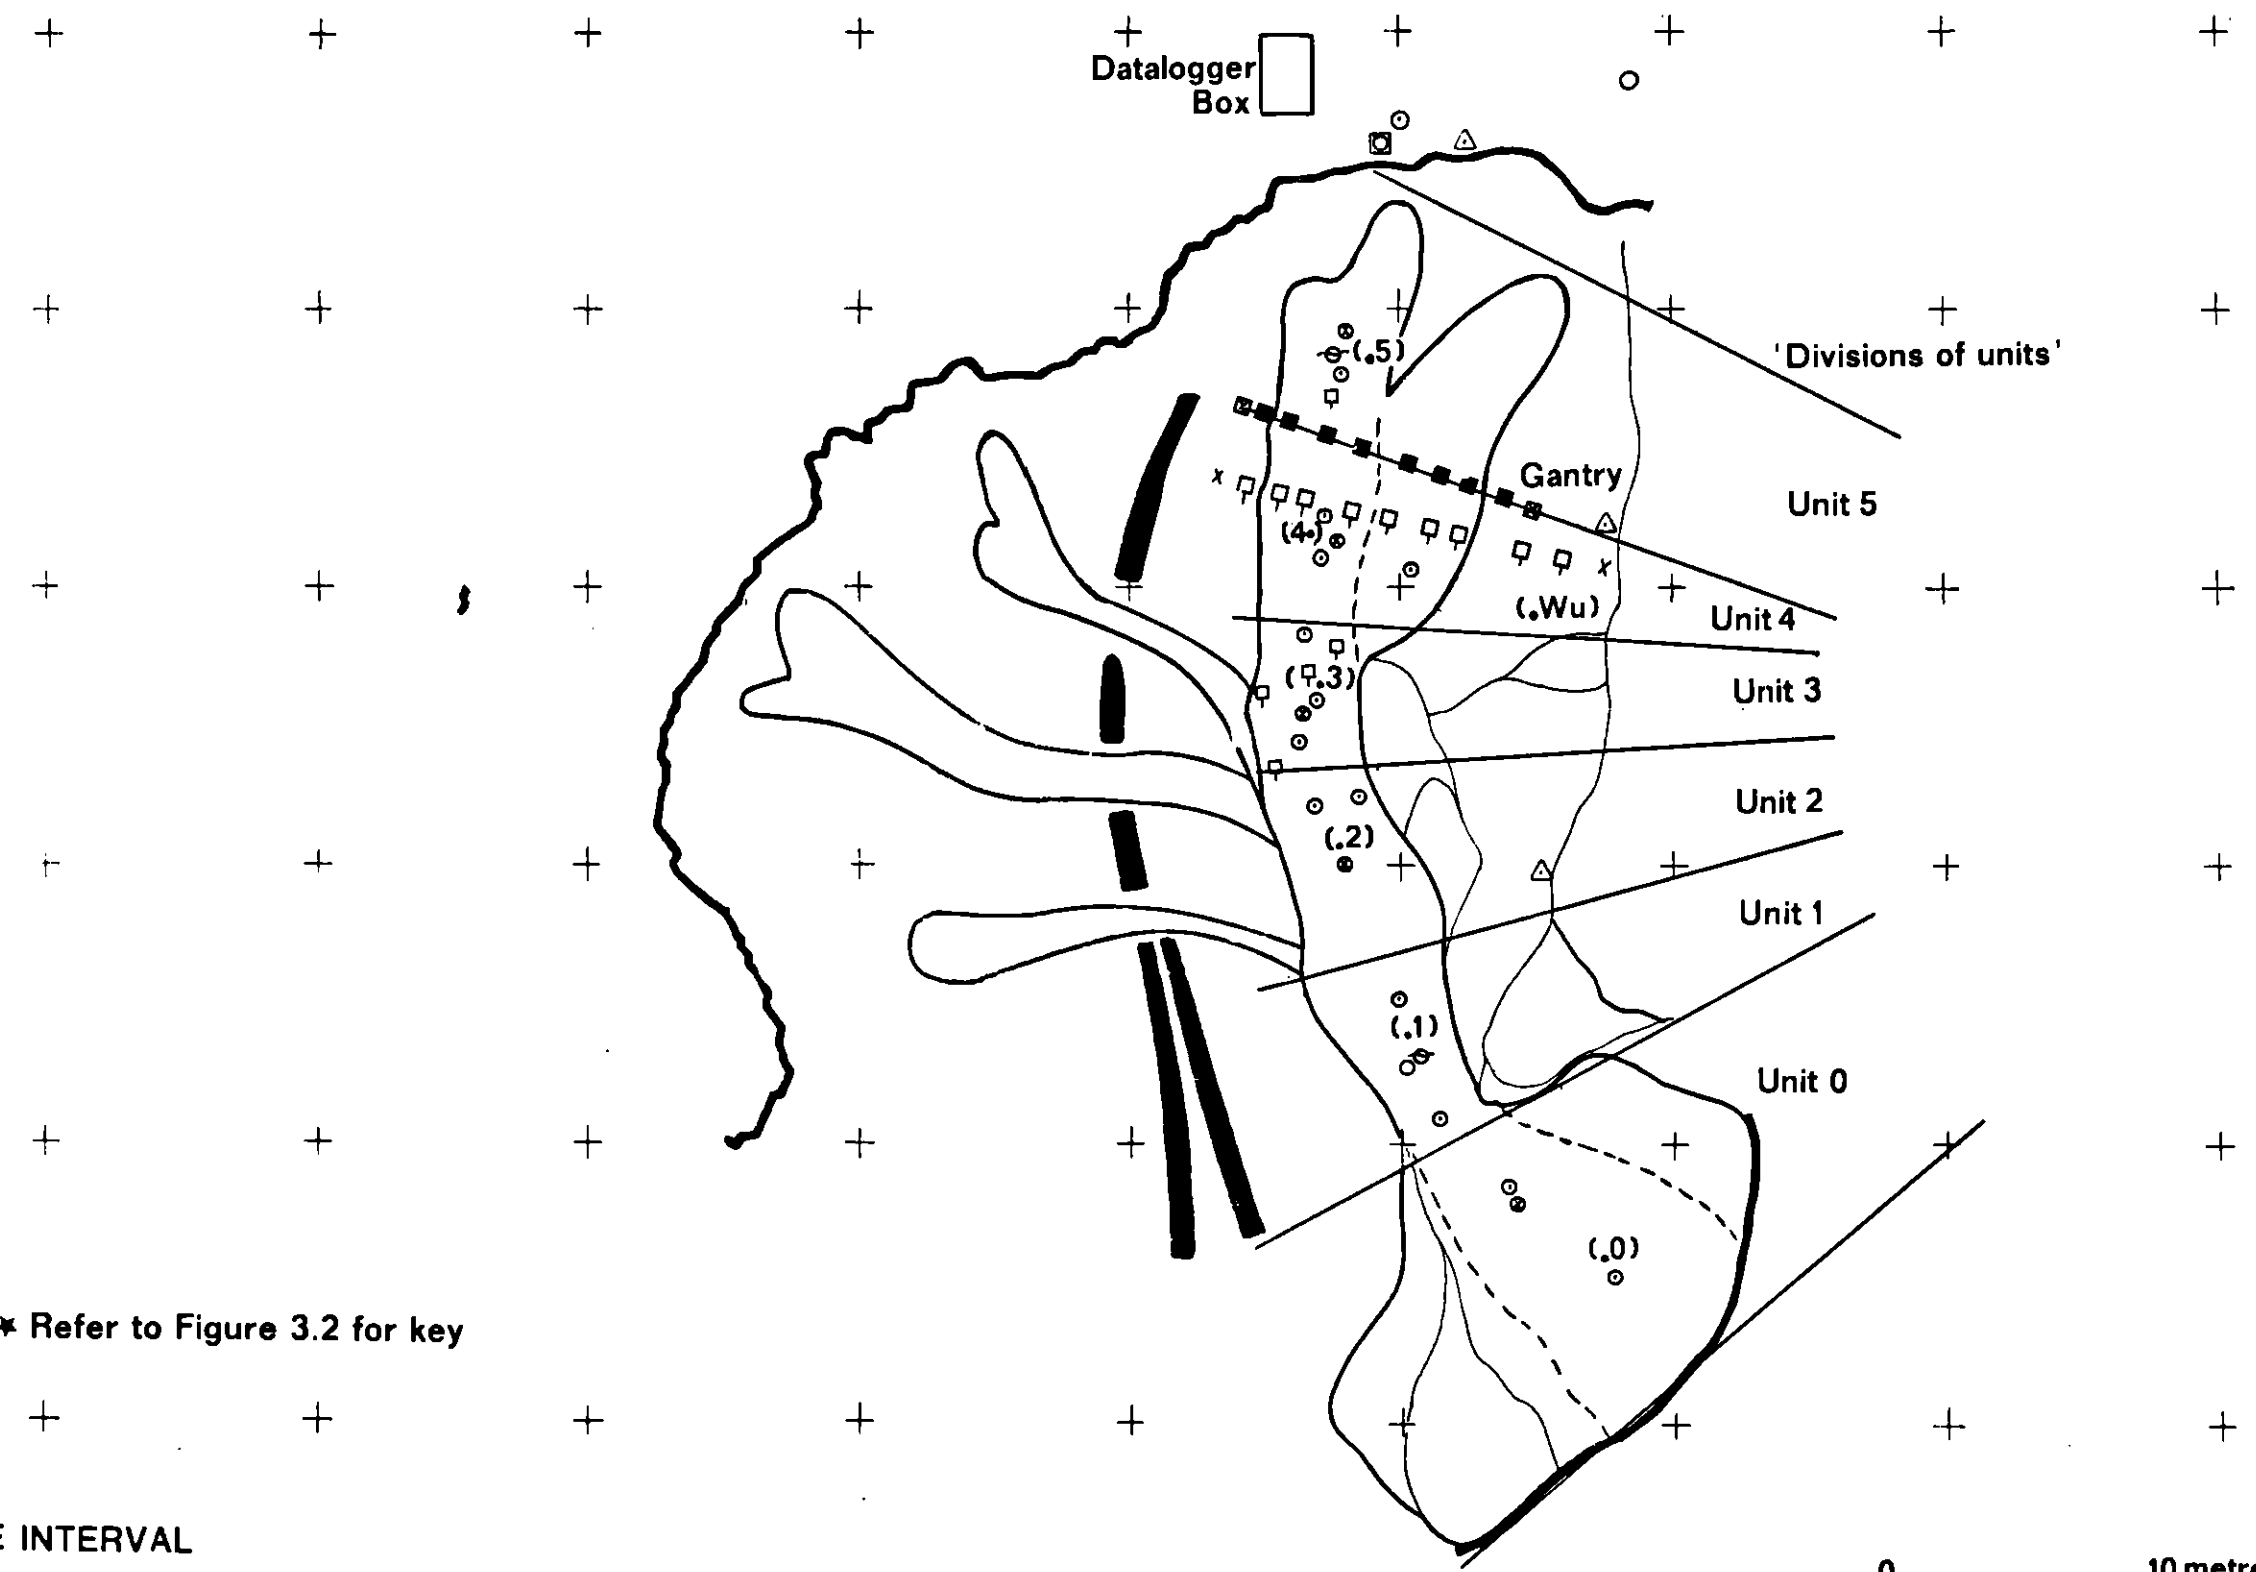 Datalogger
Box
'Divisions of units'
(.5)
Gantry
Unit 5
x
(4.)
x
(.Wu)
Unit 4
(.3)
Unit 3
Unit 2
(.2)
Unit 1
(.1)
Unit 0
(.0)
* Refer to Figure 3.2 for key
INTERVAL
10 metre